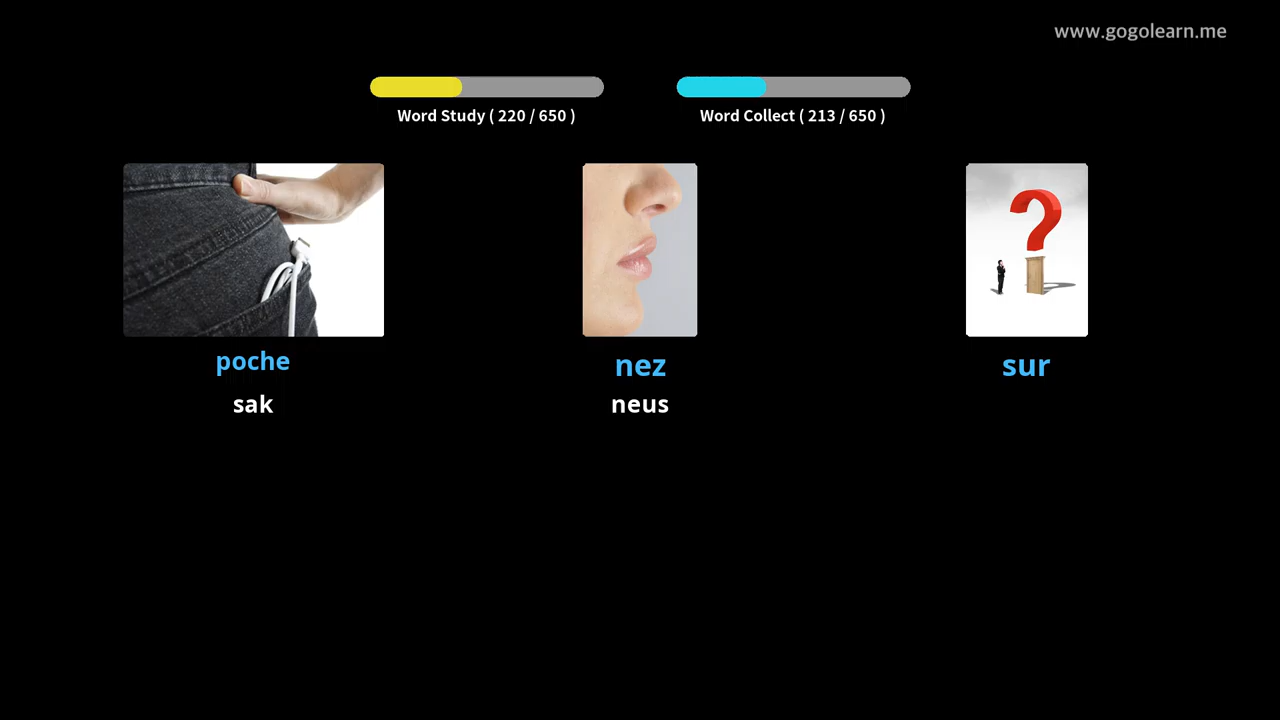 www.gogolearn.me
Word Study ( 220 / 650 )
Word Collect ( 213 / 650 )
poche
nez
sur
sak
neus